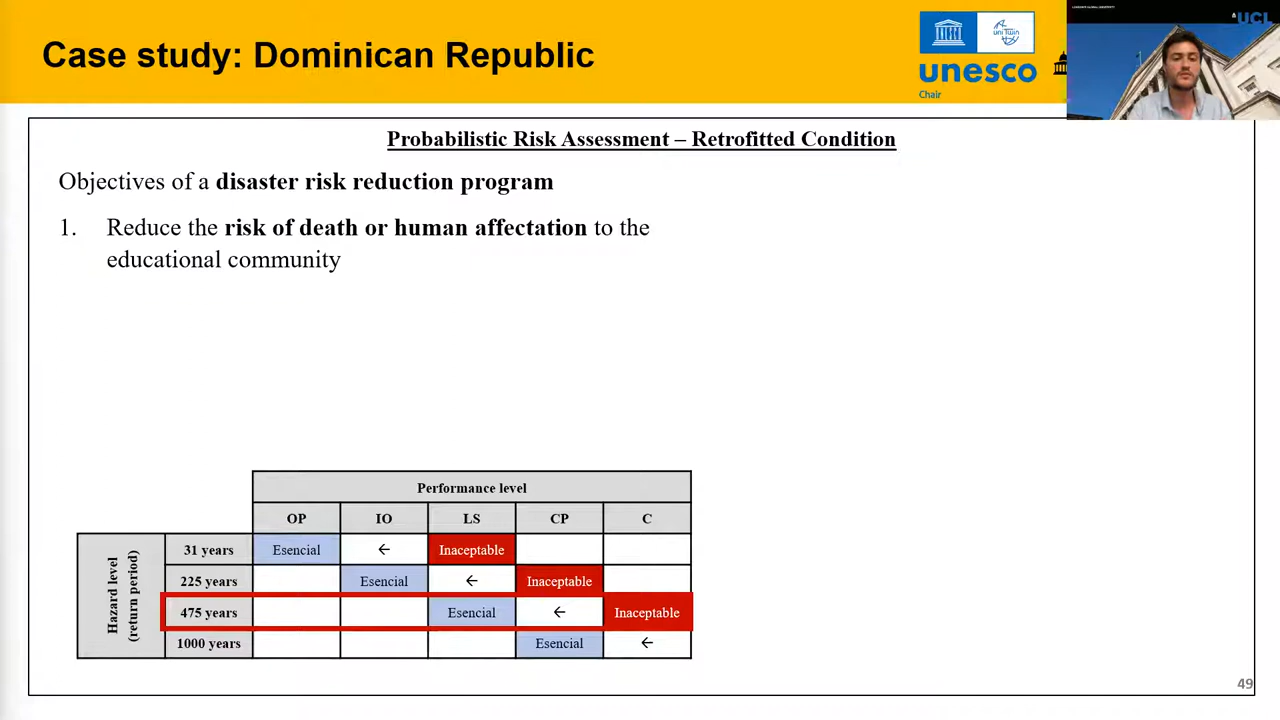 Case study: Dominican Republic
uni Twin
unesco
Chair
UCL
Probabilistic Risk Assessment – Retrofitted Condition
Objectives of a disaster risk reduction program
1. Reduce the risk of death or human affectation to the
educational community
Performance level
OP IO LS CP C
Hazard level
(return period)
31 years Esencial ← Inaceptable
225 years Esencial ← Inaceptable
475 years Esencial ← Inaceptable
1000 years Esencial ←
49